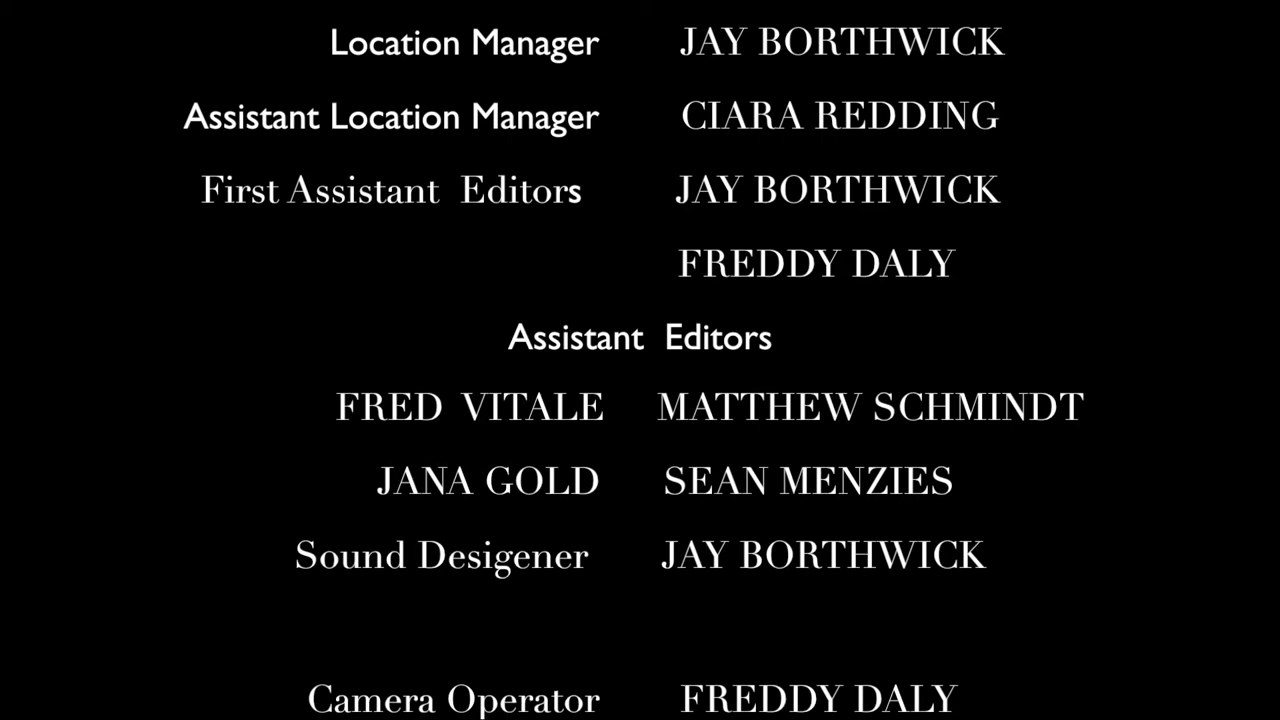 Location Manager JAY BORTHWICK
Assistant Location Manager CIARA REDDING
First Assistant Editors JAY BORTHWICK
FREDDY DALY
Assistant Editors
FRED VITALE MATTHEW SCHMINDT
JANA GOLD SEAN MENZIES
Sound Desigener JAY BORTHWICK
Camera Operator FREDDY DALY